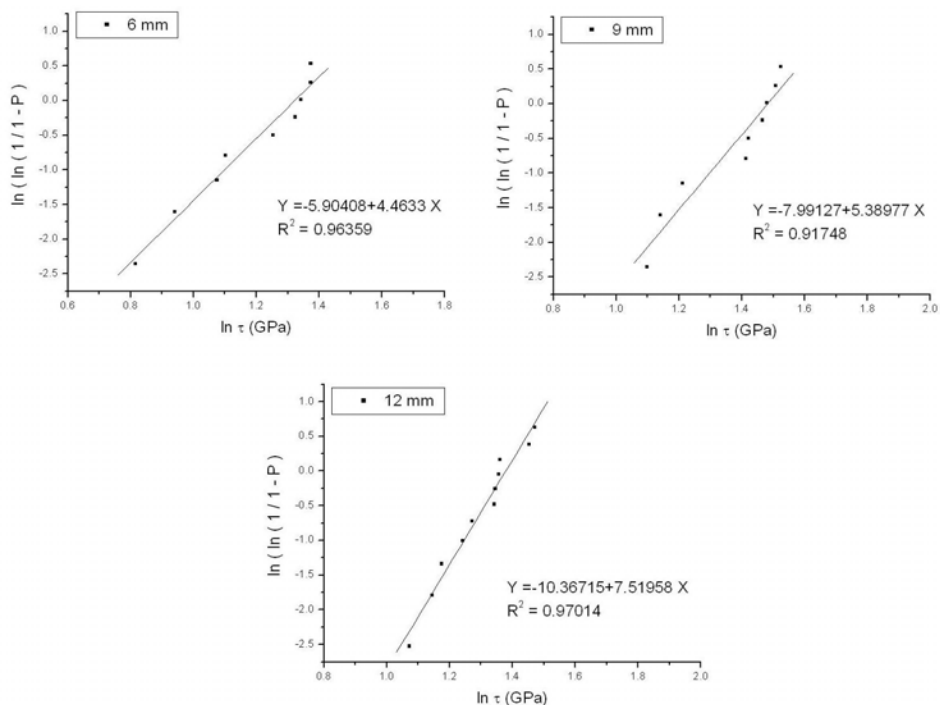 6 mm
ln ( ln ( 1 / 1 - P )
1.0
0.5
0.0
-0.5
-1.0
-1.5
-2.0
-2.5
Y =-5.90408+4.4633 X
R² = 0.96359
0.6 0.8 1.0 1.2 1.4 1.6 1.8
ln τ (GPa)
9 mm
ln ( ln ( 1 / 1 - P )
1.0
0.5
0.0
-0.5
-1.0
-1.5
-2.0
-2.5
Y =-7.99127+5.38977 X
R² = 0.91748
0.8 1.0 1.2 1.4 1.6 1.8 2.0
ln τ (GPa)
12 mm
ln ( ln ( 1 / 1 - P )
1.0
0.5
0.0
-0.5
-1.0
-1.5
-2.0
-2.5
Y =-10.36715+7.51958 X
R² = 0.97014
0.8 1.0 1.2 1.4 1.6 1.8 2.0
ln τ (GPa)